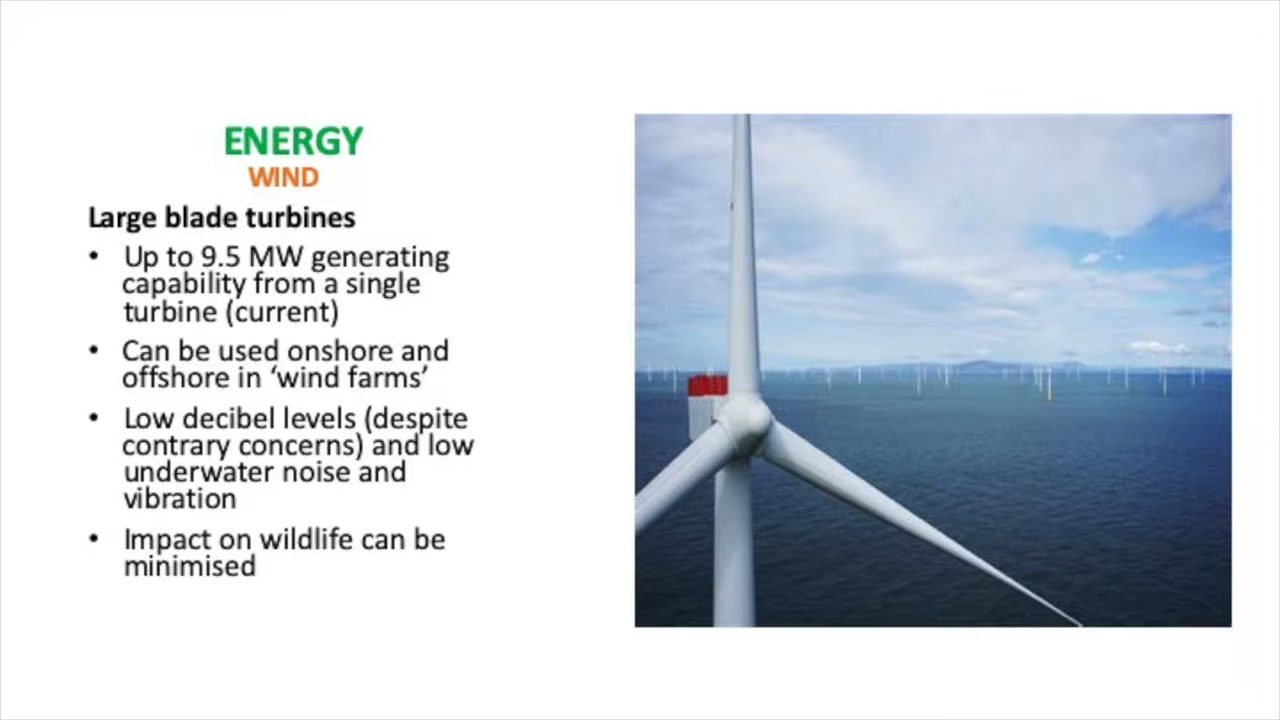 ENERGY
WIND
Large blade turbines
• Up to 9.5 MW generating
capability from a single
turbine (current)
• Can be used onshore and
offshore in ‘wind farms’
• Low decibel levels (despite
contrary concerns) and low
underwater noise and
vibration
• Impact on wildlife can be
minimised